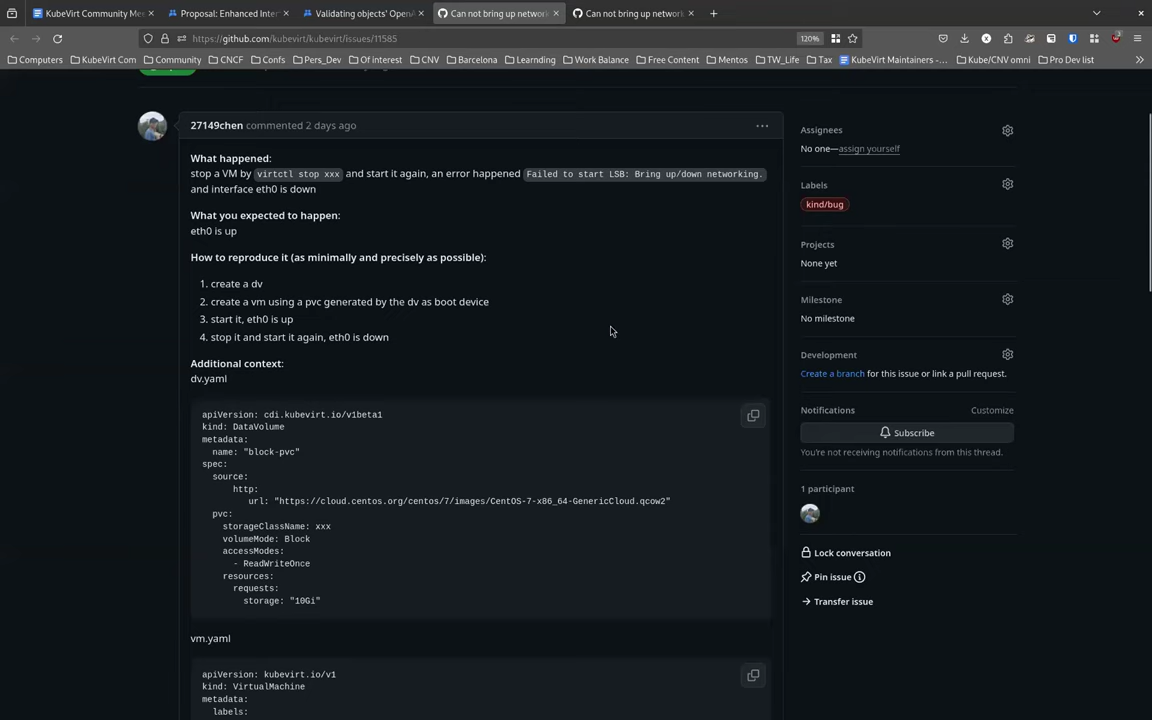 KubeVirt Community Mee
Proposal: Enhanced Inter
Validating objects' OpenA
Can not bring up network
Can not bring up network
https://github.com/kubevirt/kubevirt/issues/11585
120%
Computers KubeVirt Com Community CNCF Confs Pers_Dev Of interest CNV Barcelona Learnding Work Balance Free Content Mentos TW_Life Tax KubeVirt Maintainers -... Kube/CNV omni Pro Dev list
27149chen commented 2 days ago
What happened:
stop a VM by virtctl stop xxx and start it again, an error happened Failed to start LSB: Bring up/down networking.
and interface eth0 is down
What you expected to happen:
eth0 is up
How to reproduce it (as minimally and precisely as possible):
1. create a dv
2. create a vm using a pvc generated by the dv as boot device
3. start it, eth0 is up
4. stop it and start it again, eth0 is down
Additional context:
dv.yaml
apiVersion: cdi.kubevirt.io/v1beta1
kind: DataVolume
metadata:
  name: "block-pvc"
spec:
  source:
      http:
         url: "https://cloud.centos.org/centos/7/images/CentOS-7-x86_64-GenericCloud.qcow2"
  pvc:
    storageClassName: xxx
    volumeMode: Block
    accessModes:
      - ReadWriteOnce
    resources:
      requests:
        storage: "10Gi"
vm.yaml
apiVersion: kubevirt.io/v1
kind: VirtualMachine
metadata:
  labels:
Assignees
No one—assign yourself
Labels
kind/bug
Projects
None yet
Milestone
No milestone
Development
Create a branch for this issue or link a pull request.
Notifications
Customize
Subscribe
You're not receiving notifications from this thread.
1 participant
Lock conversation
Pin issue
Transfer issue